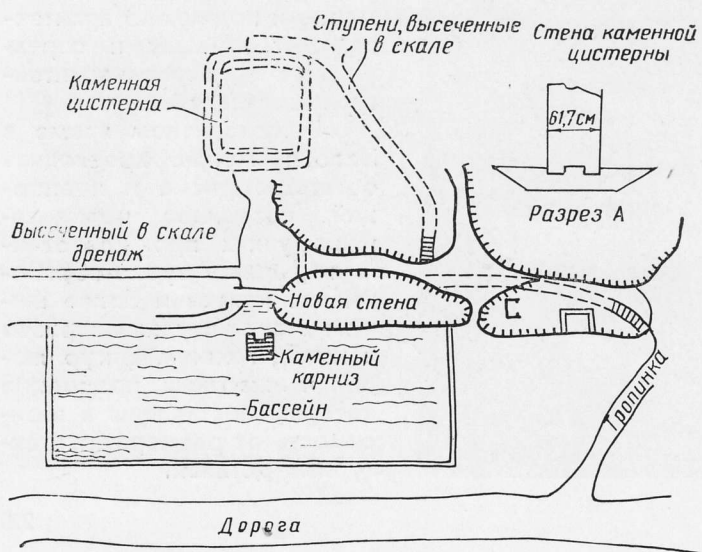 Ступени, высеченные
в скале
Стена каменной
цистерны
Каменная
цистерна
61,7см
Разрез А
Высеченный в скале
дренаж
Новая стена
Каменный
карниз
Бассейн
Тропинка
Дорога